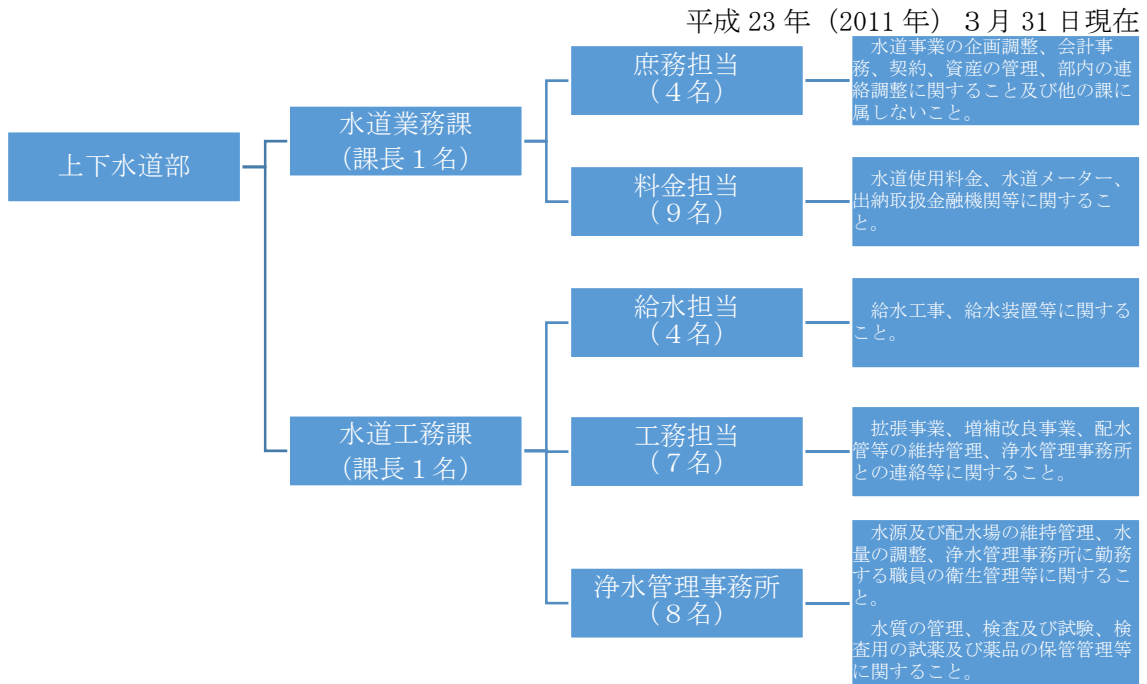 平成 23 年（2011 年）３月 31 日現在
上下水道部
水道業務課
(課長１名)
庶務担当
（４名）
　水道事業の企画調整、会計事
務、契約、資産の管理、部内の連
絡調整に関すること及び他の課に
属しないこと。
料金担当
（９名）
　水道使用料金、水道メーター、
出納取扱金融機関等に関するこ
と。
水道工務課
(課長１名)
給水担当
（４名）
　給水工事、給水装置等に関する
こと。
工務担当
（７名）
　拡張事業、増補改良事業、配水
管等の維持管理、浄水管理事務所
との連絡等に関すること。
浄水管理事務所
（８名）
　水源及び配水場の維持管理、水
量の調整、浄水管理事務所に勤務
する職員の衛生管理等に関するこ
と。
　水質の管理、検査及び試験、検
査用の試薬及び薬品の保管管理等
に関すること。